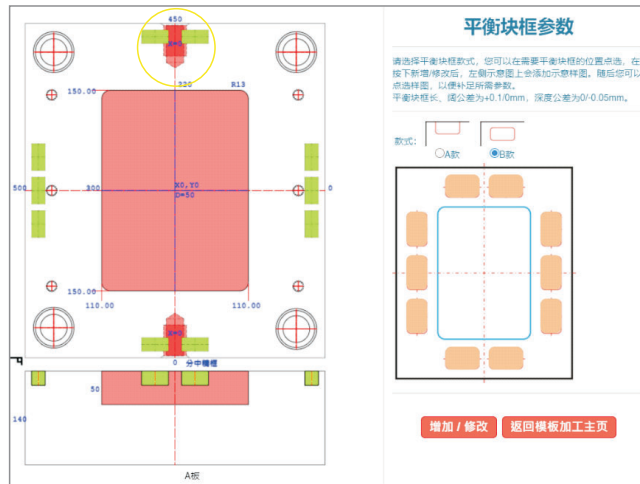 450
X=0
220
R13
150.00
500
300
X0,Y0
D=50
0
150.00
110.00
110.00
X=0
0
分中精框
50
140
A板
平衡块框参数
请选择平衡块框款式，您可以在需要平衡块框的位置点选，在
按下新增/修改后，左侧示意图上会添加示意样图。随后您可以
点选样图，以便补足所需参数。
平衡块框长、阔公差为+0.1/0mm，深度公差为0/-0.05mm。
款式：
A款
B款
增加 / 修改
返回模板加工主页